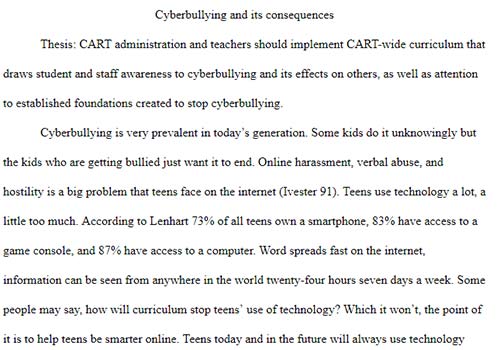 Cyberbullying and its consequences
Thesis: CART administration and teachers should implement CART-wide curriculum that
draws student and staff awareness to cyberbullying and its effects on others, as well as attention
to established foundations created to stop cyberbullying.
Cyberbullying is very prevalent in today's generation. Some kids do it unknowingly but
the kids who are getting bullied just want it to end. Online harassment, verbal abuse, and
hostility is a big problem that teens face on the internet (Ivester 91). Teens use technology a lot, a
little too much. According to Lenhart 73% of all teens own a smartphone, 83% have access to a
game console, and 87% have access to a computer. Word spreads fast on the internet,
information can be seen from anywhere in the world twenty-four hours seven days a week. Some
people may say, how will curriculum stop teens' use of technology? Which it won't, the point of
it is to help teens be smarter online. Teens today and in the future will always use technology